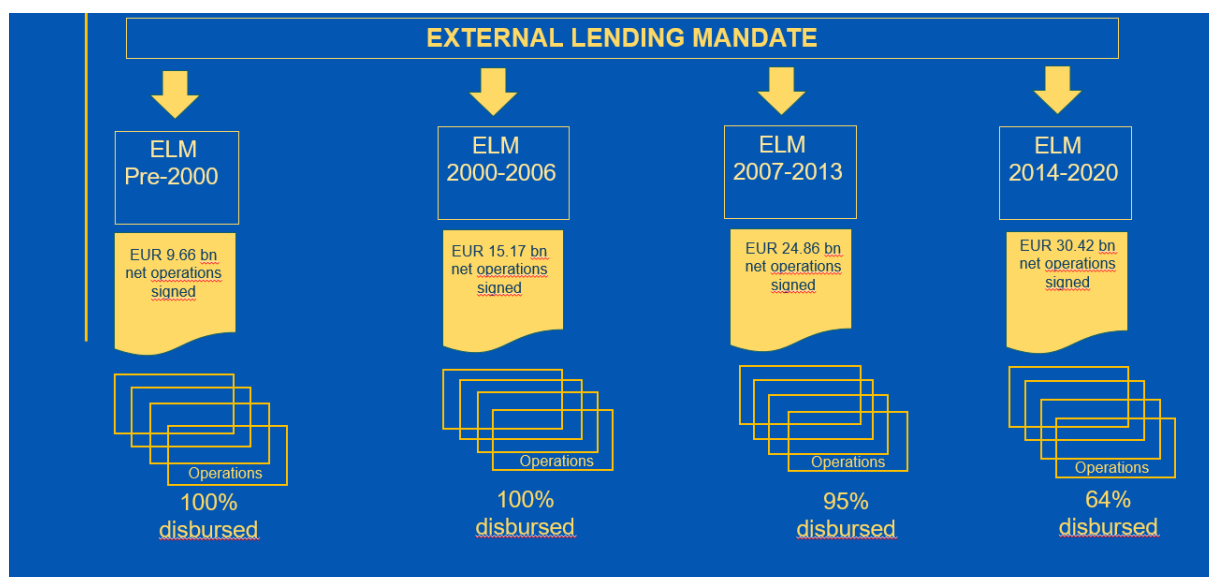 EXTERNAL LENDING MANDATE
ELM
Pre-2000
EUR 9.66 bn
net operations
signed
Operations
100%
disbursed
ELM
2000-2006
EUR 15.17 bn
net operations
signed
Operations
100%
disbursed
ELM
2007-2013
EUR 24.86 bn
net operations
signed
Operations
95%
disbursed
ELM
2014-2020
EUR 30.42 bn
net operations
signed
Operations
64%
disbursed